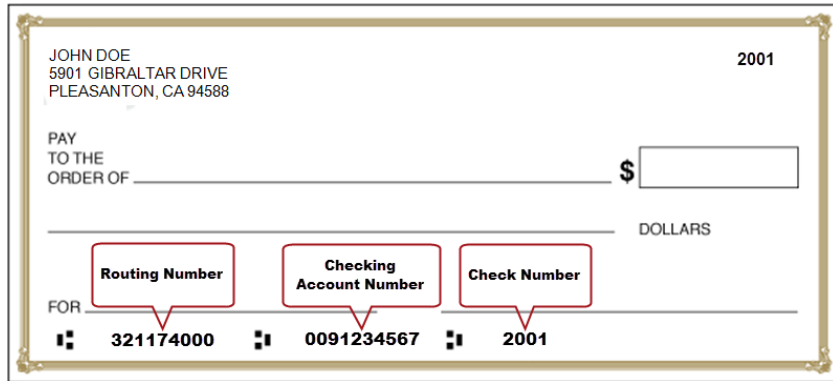 JOHN DOE 2001
5901 GIBRALTAR DRIVE
PLEASANTON, CA 94588
PAY
TO THE
ORDER OF $
DOLLARS
Routing Number
Checking
Account Number
Check Number
FOR
⑆ 321174000 ⑆ 0091234567 ⑆ 2001